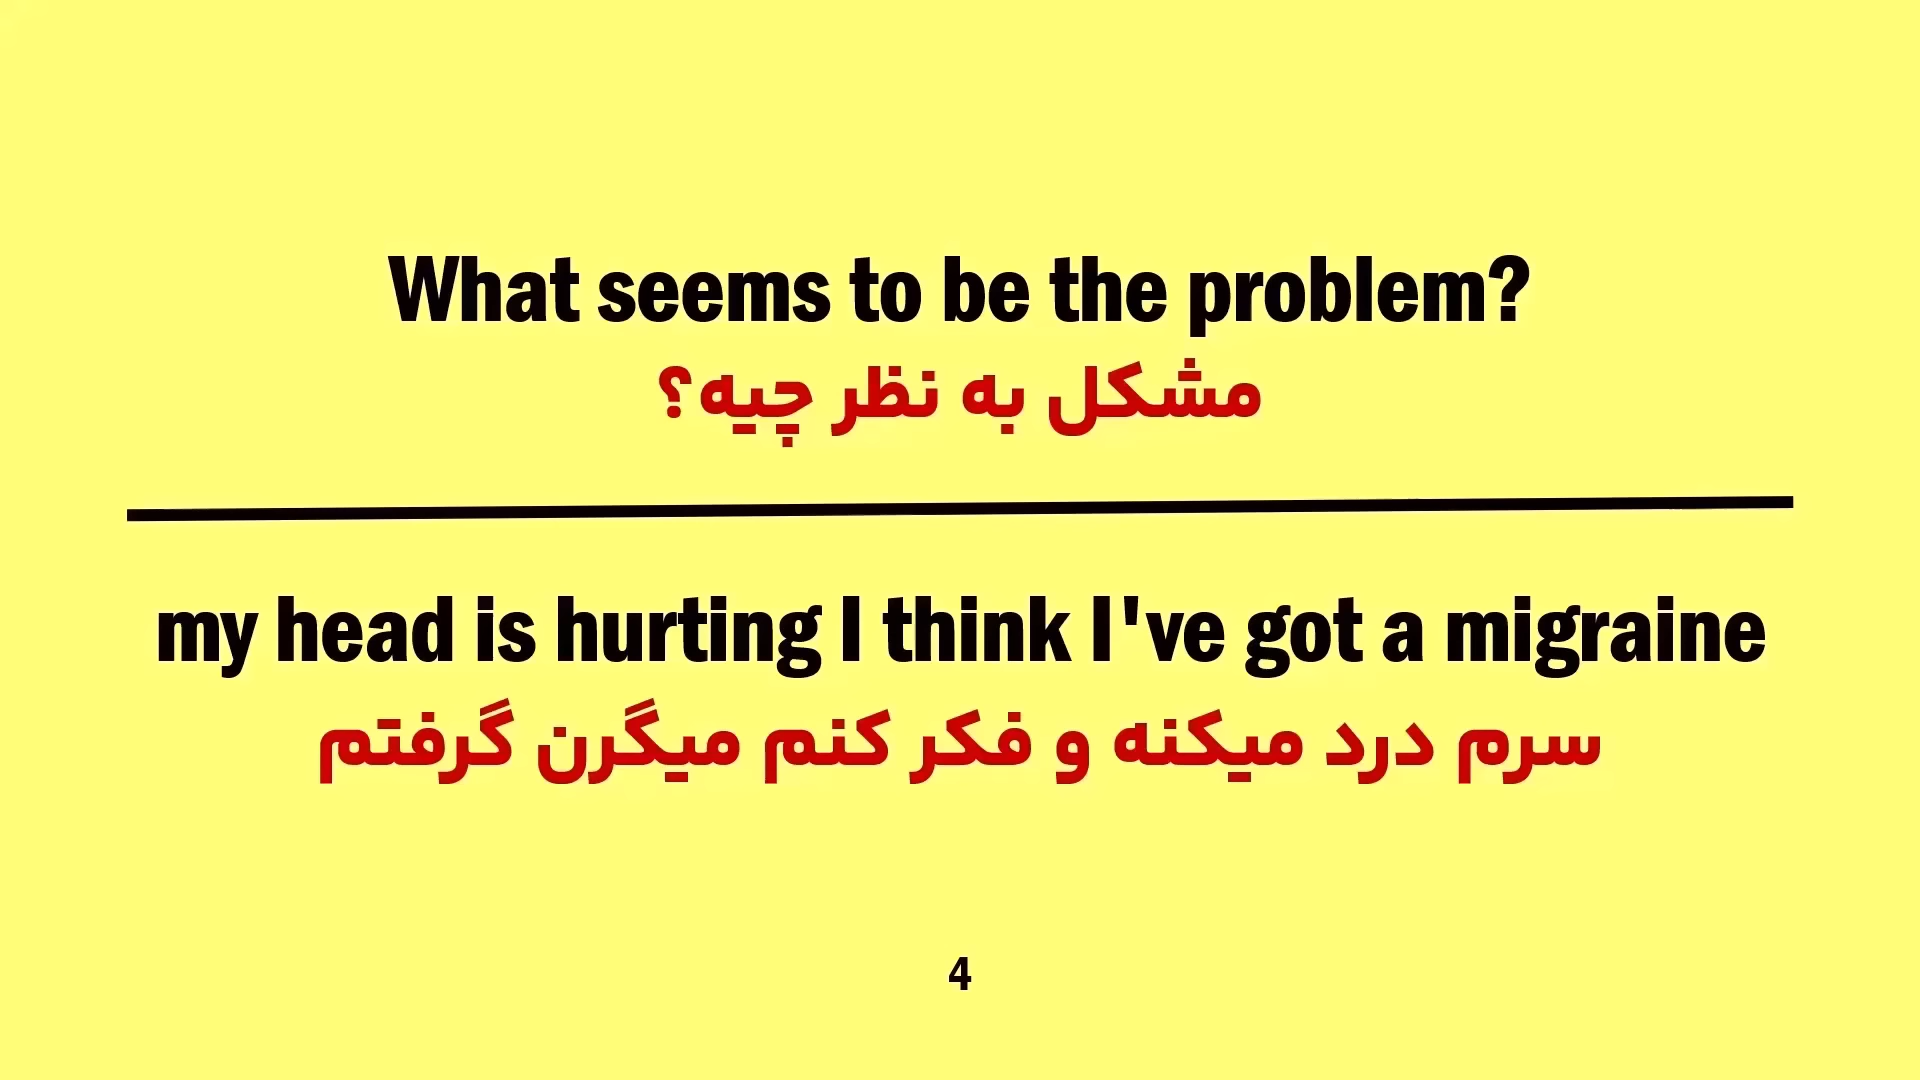 What seems to be the problem?
مشکل به نظر چیه؟
my head is hurting I think I've got a migraine
سرم درد میکنه و فکر کنم میگرن گرفتم
4